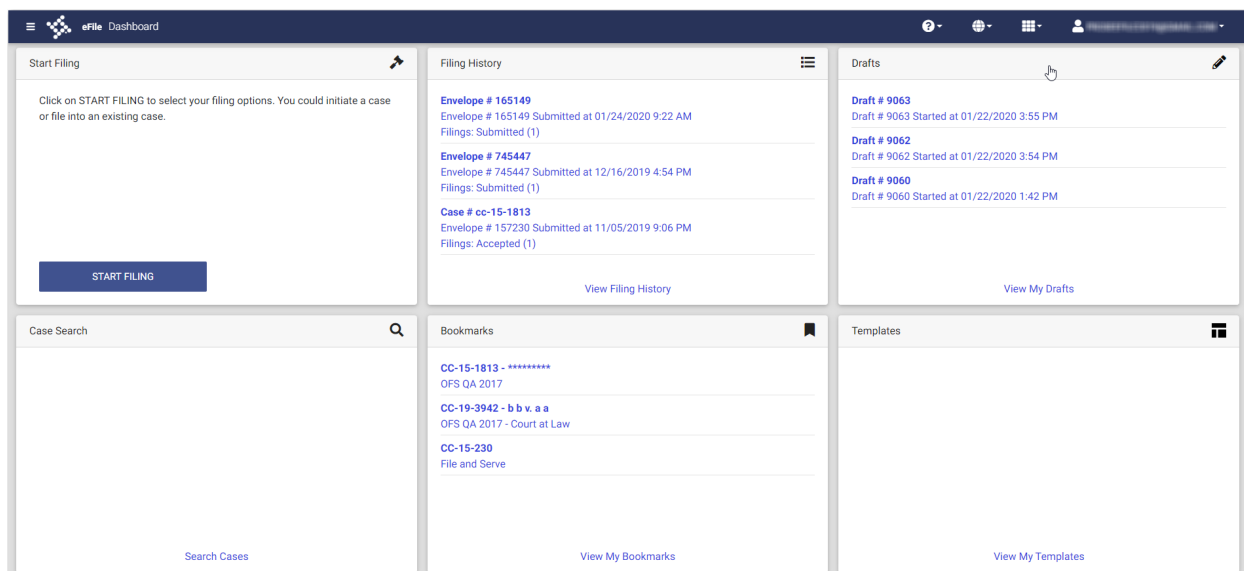 eFile Dashboard
Start Filing
Click on START FILING to select your filing options. You could initiate a case
or file into an existing case.
START FILING
Filing History
Envelope # 165149
Envelope # 165149 Submitted at 01/24/2020 9:22 AM
Filings: Submitted (1)
Envelope # 745447
Envelope # 745447 Submitted at 12/16/2019 4:54 PM
Filings: Submitted (1)
Case # cc-15-1813
Envelope # 157230 Submitted at 11/05/2019 9:06 PM
Filings: Accepted (1)
View Filing History
Drafts
Draft # 9063
Draft # 9063 Started at 01/22/2020 3:55 PM
Draft # 9062
Draft # 9062 Started at 01/22/2020 3:54 PM
Draft # 9060
Draft # 9060 Started at 01/22/2020 1:42 PM
View My Drafts
Case Search
Search Cases
Bookmarks
CC-15-1813 - *********
OFS QA 2017
CC-19-3942 - b b v. a a
OFS QA 2017 - Court at Law
CC-15-230
File and Serve
View My Bookmarks
Templates
View My Templates